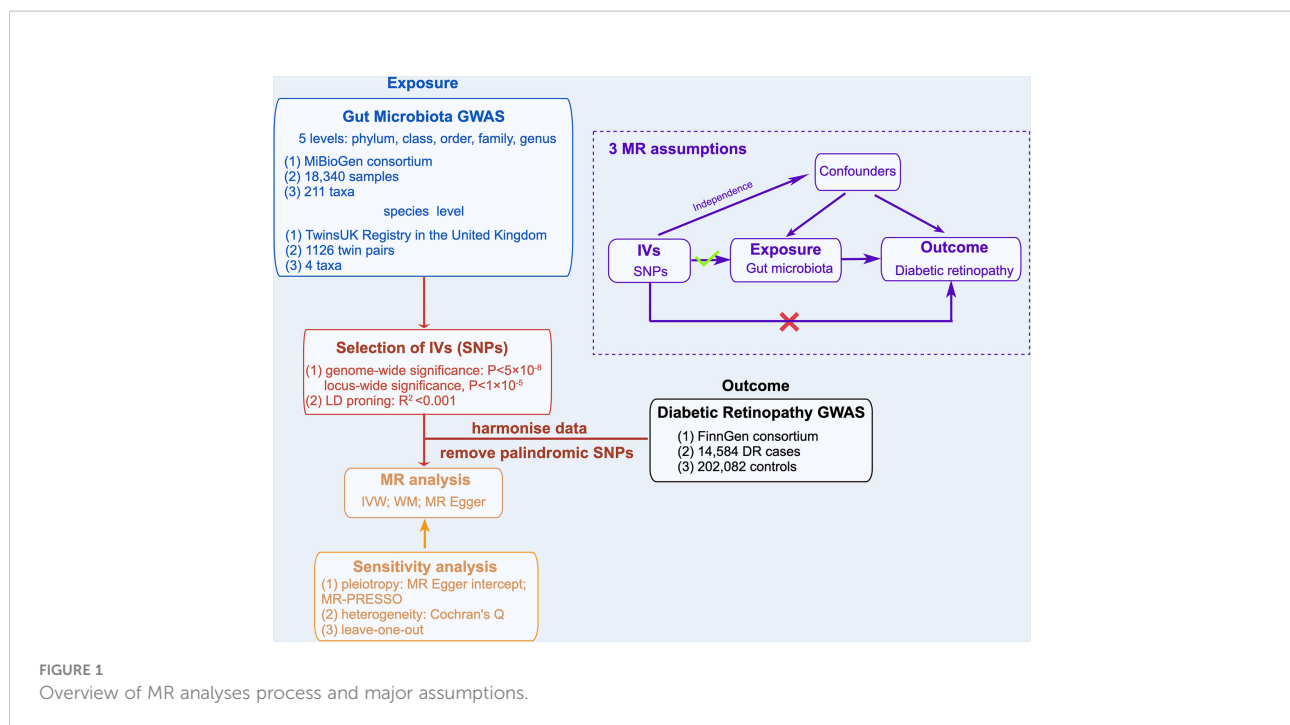 Exposure
Gut Microbiota GWAS
5 levels: phylum, class, order, family, genus
(1) MiBioGen consortium
(2) 18,340 samples
(3) 211 taxa
species level
(1) TwinsUK Registry in the United Kingdom
(2) 1126 twin pairs
(3) 4 taxa
3 MR assumptions
Confounders
Independence
IVs
SNPs
Exposure
Gut microbiota
Outcome
Diabetic retinopathy
Selection of IVs (SNPs)
(1) genome-wide significance: P<5×10⁻⁸
locus-wide significance, P<1×10⁻⁵
(2) LD proning: R² <0.001
harmonise data
remove palindromic SNPs
Outcome
Diabetic Retinopathy GWAS
(1) FinnGen consortium
(2) 14,584 DR cases
(3) 202,082 controls
MR analysis
IVW; WM; MR Egger
Sensitivity analysis
(1) pleiotropy: MR Egger intercept;
MR-PRESSO
(2) heterogeneity: Cochran's Q
(3) leave-one-out
FIGURE 1
Overview of MR analyses process and major assumptions.